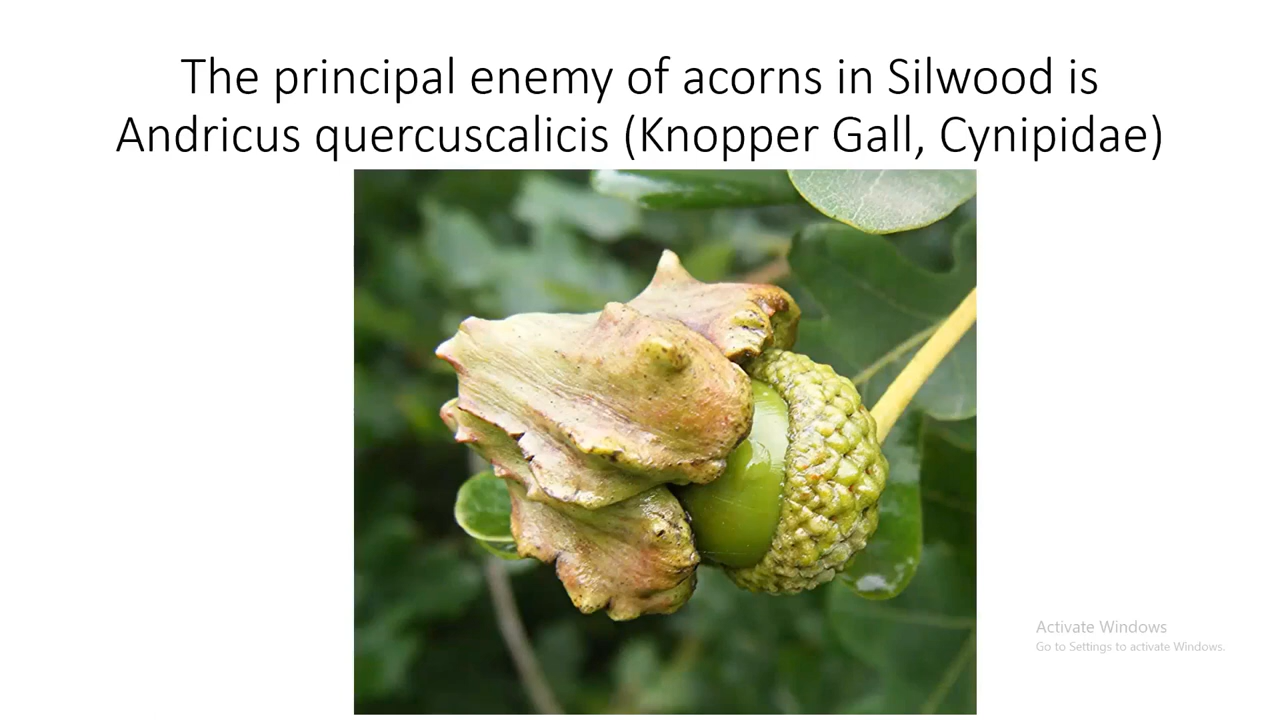 The principal enemy of acorns in Silwood is
Andricus quercuscalicis (Knopper Gall, Cynipidae)
Activate Windows
Go to Settings to activate Windows.